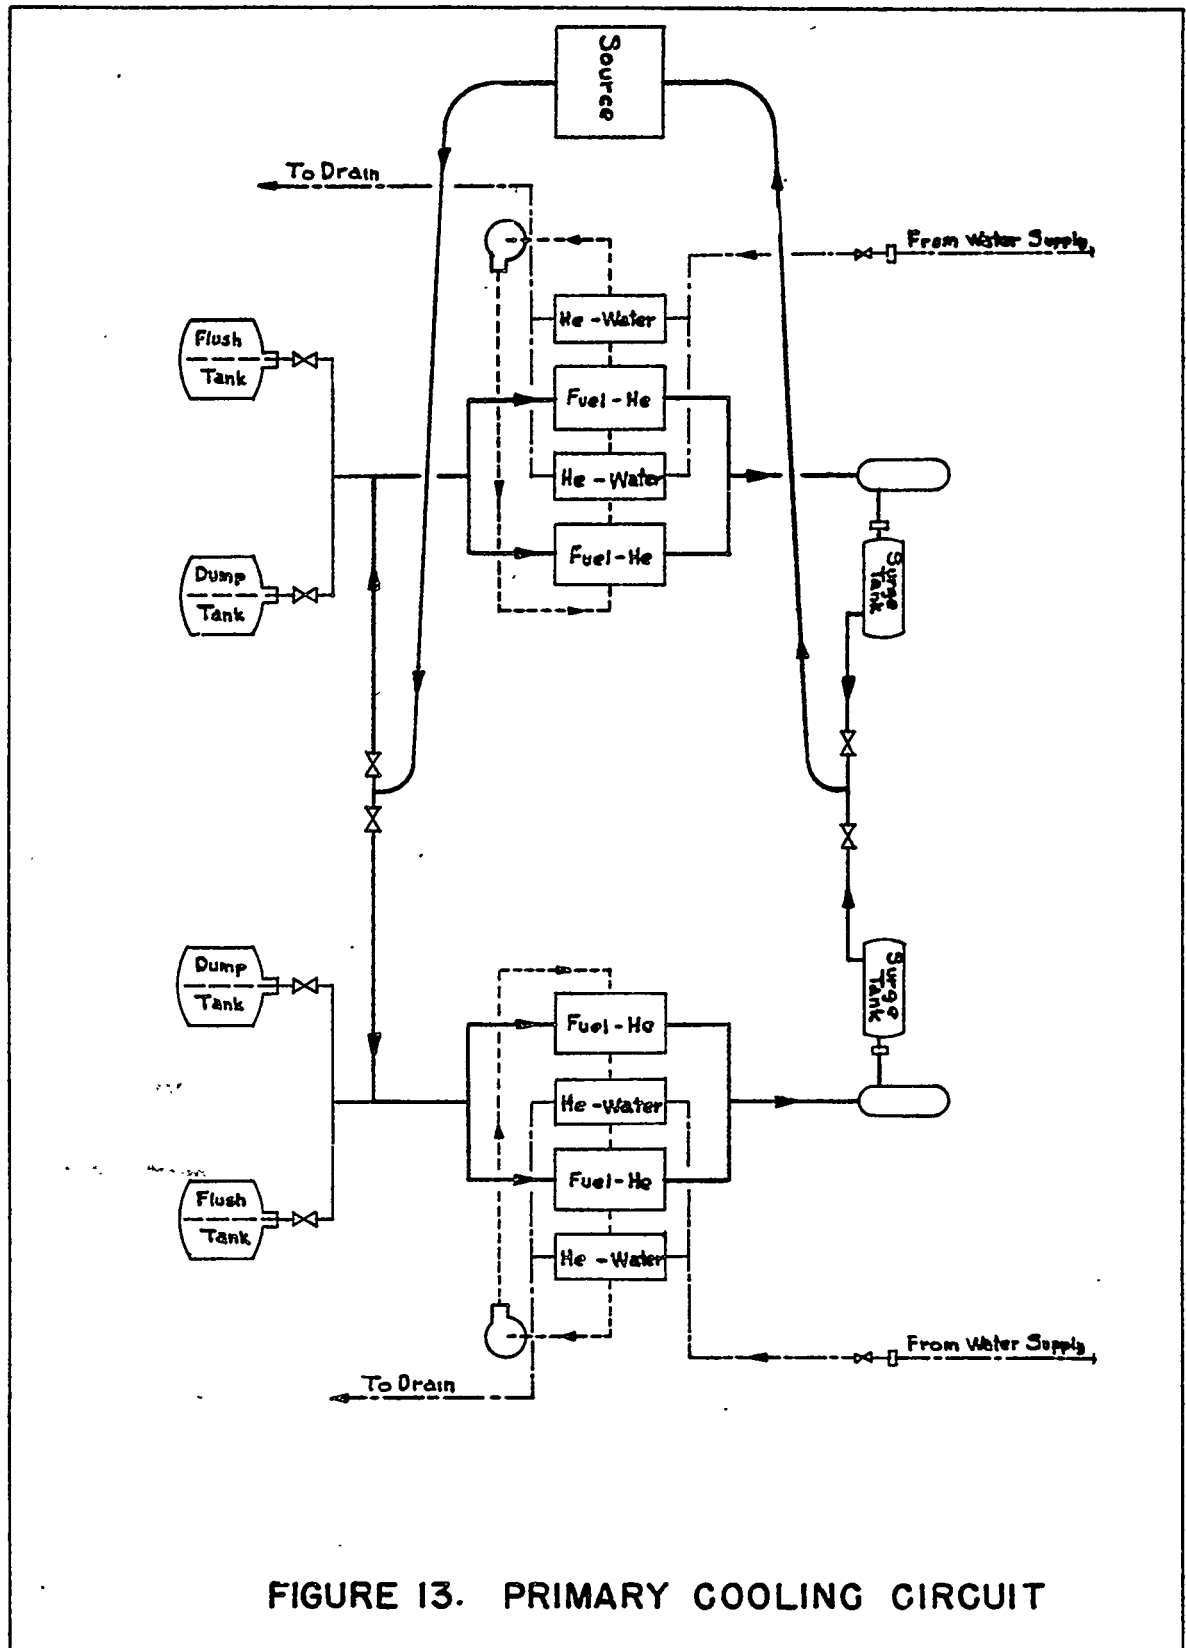 Source
To Drain
From Water Supply
He-Water
Flush
Tank
Fuel-He
He-Water
Fuel-He
Surge
Tank
Dump
Tank
Dump
Tank
Surge
Tank
Fuel-He
He-Water
Fuel-He
Flush
Tank
He-Water
From Water Supply
To Drain
FIGURE 13. PRIMARY COOLING CIRCUIT